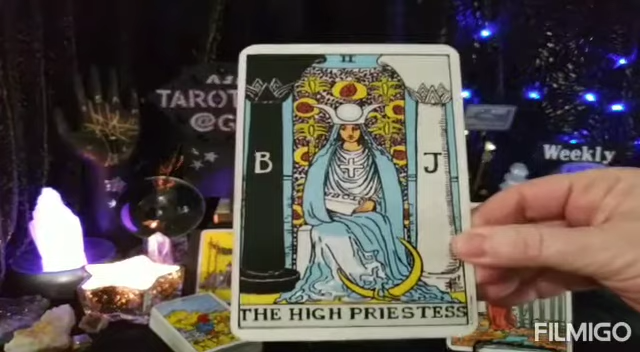 II
TAROT
@G
B
J
Weekly
THE HIGH PRIESTESS
FILMIGO